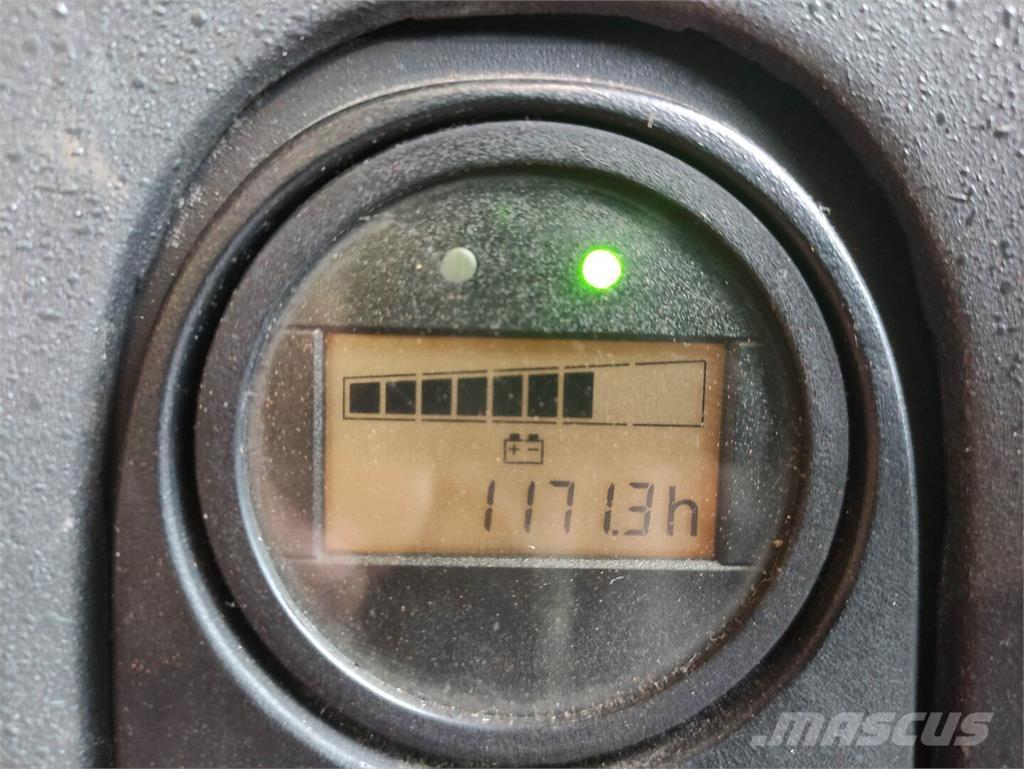 + −
1171.3h
MASCUS